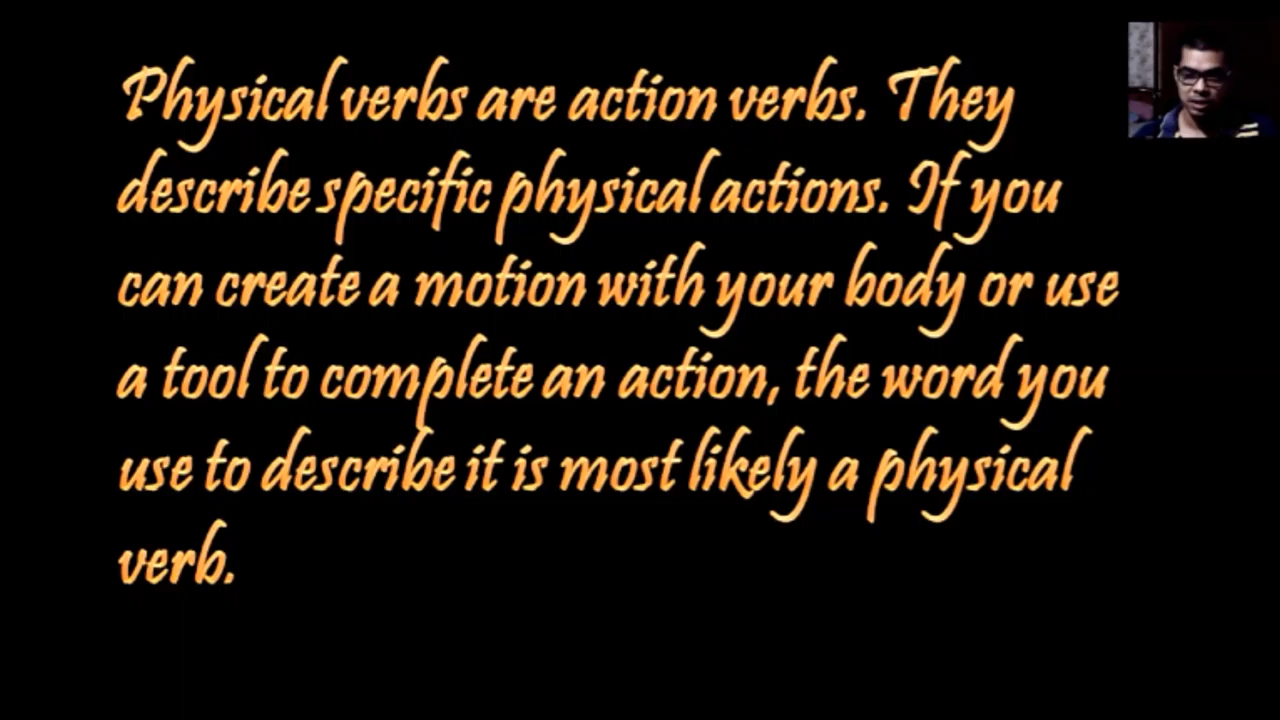 Physical verbs are action verbs. They
describe specific physical actions. If you
can create a motion with your body or use
a tool to complete an action, the word you
use to describe it is most likely a physical
verb.